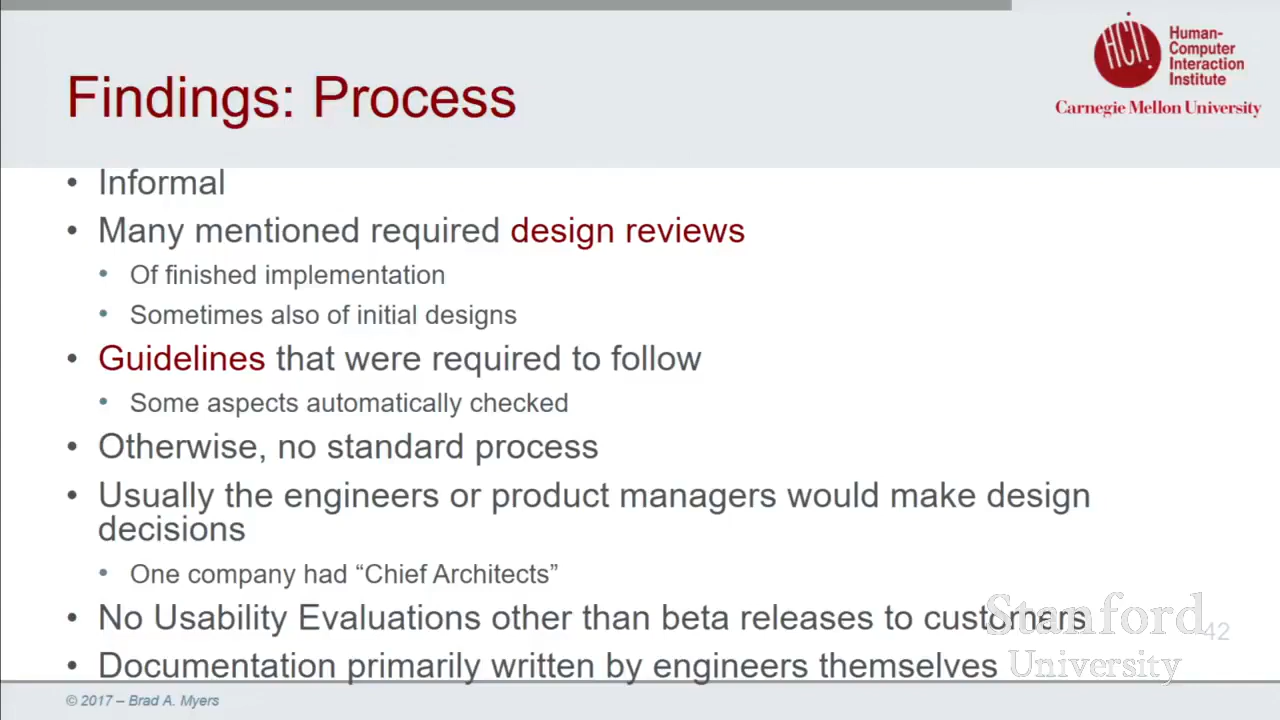 HCII
Human-
Computer
Interaction
Institute
Carnegie Mellon University
Findings: Process
• Informal
• Many mentioned required design reviews
• Of finished implementation
• Sometimes also of initial designs
• Guidelines that were required to follow
• Some aspects automatically checked
• Otherwise, no standard process
• Usually the engineers or product managers would make design
decisions
• One company had “Chief Architects”
• No Usability Evaluations other than beta releases to customers
• Documentation primarily written by engineers themselves
Stanford
University
42
© 2017 – Brad A. Myers